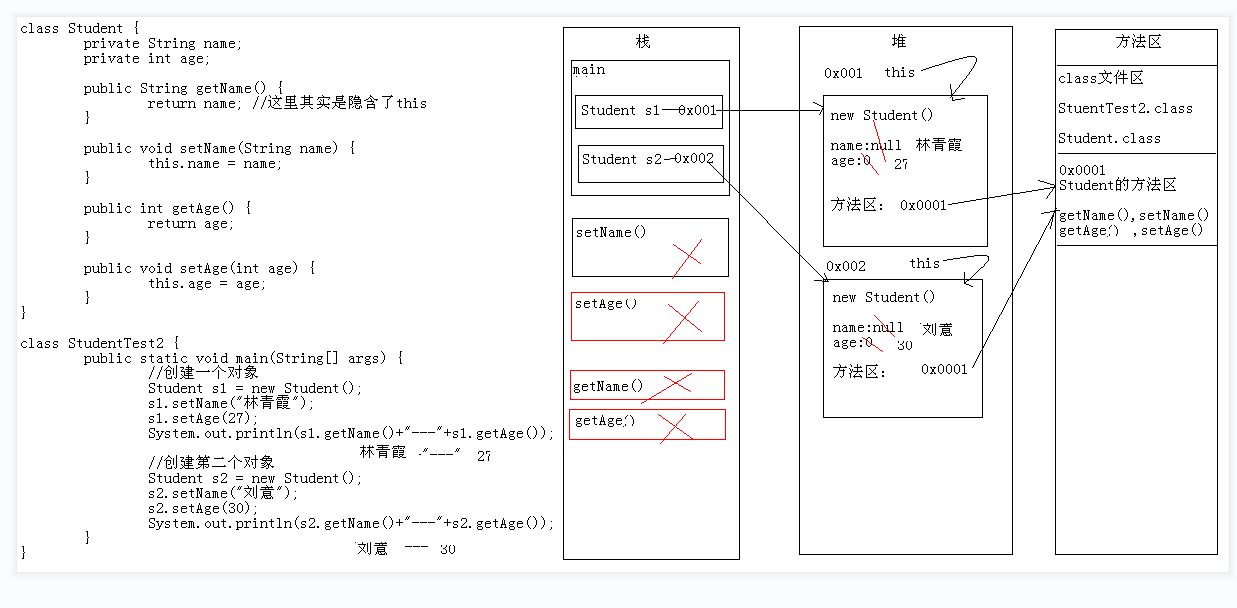 class Student {
private String name;
private int age;
public String getName() {
return name; //这里其实是隐含了this
}
public void setName(String name) {
this.name = name;
}
public int getAge() {
return age;
}
public void setAge(int age) {
this.age = age;
}
}
class StudentTest2 {
public static void main(String[] args) {
//创建一个对象
Student s1 = new Student();
s1.setName("林青霞");
s1.setAge(27);
System.out.println(s1.getName()+"---"+s1.getAge());
林青霞 "---" 27
//创建第二个对象
Student s2 = new Student();
s2.setName("刘意");
s2.setAge(30);
System.out.println(s2.getName()+"---"+s2.getAge());
}
刘意 --- 30
}
栈
main
Student s1 0x001
Student s2 0x002
setName()
setAge()
getName()
getAge()
堆
0x001 this
new Student()
name:null 林青霞
age:0 27
方法区: 0x0001
0x002 this
new Student()
name:null 刘意
age:0 30
方法区: 0x0001
方法区
class文件区
StuentTest2.class
Student.class
0x0001
Student的方法区
getName(),setName()
getAge() ,setAge()